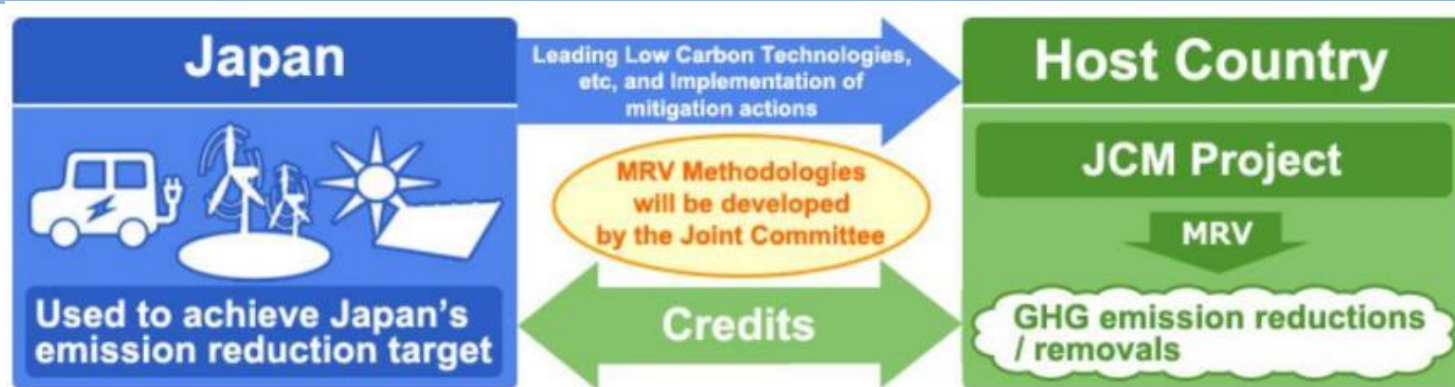 Japan
Used to achieve Japan's
emission reduction target
Leading Low Carbon Technologies,
etc, and Implementation of
mitigation actions
MRV Methodologies
will be developed
by the Joint Committee
Credits
Host Country
JCM Project
MRV
GHG emission reductions
/ removals